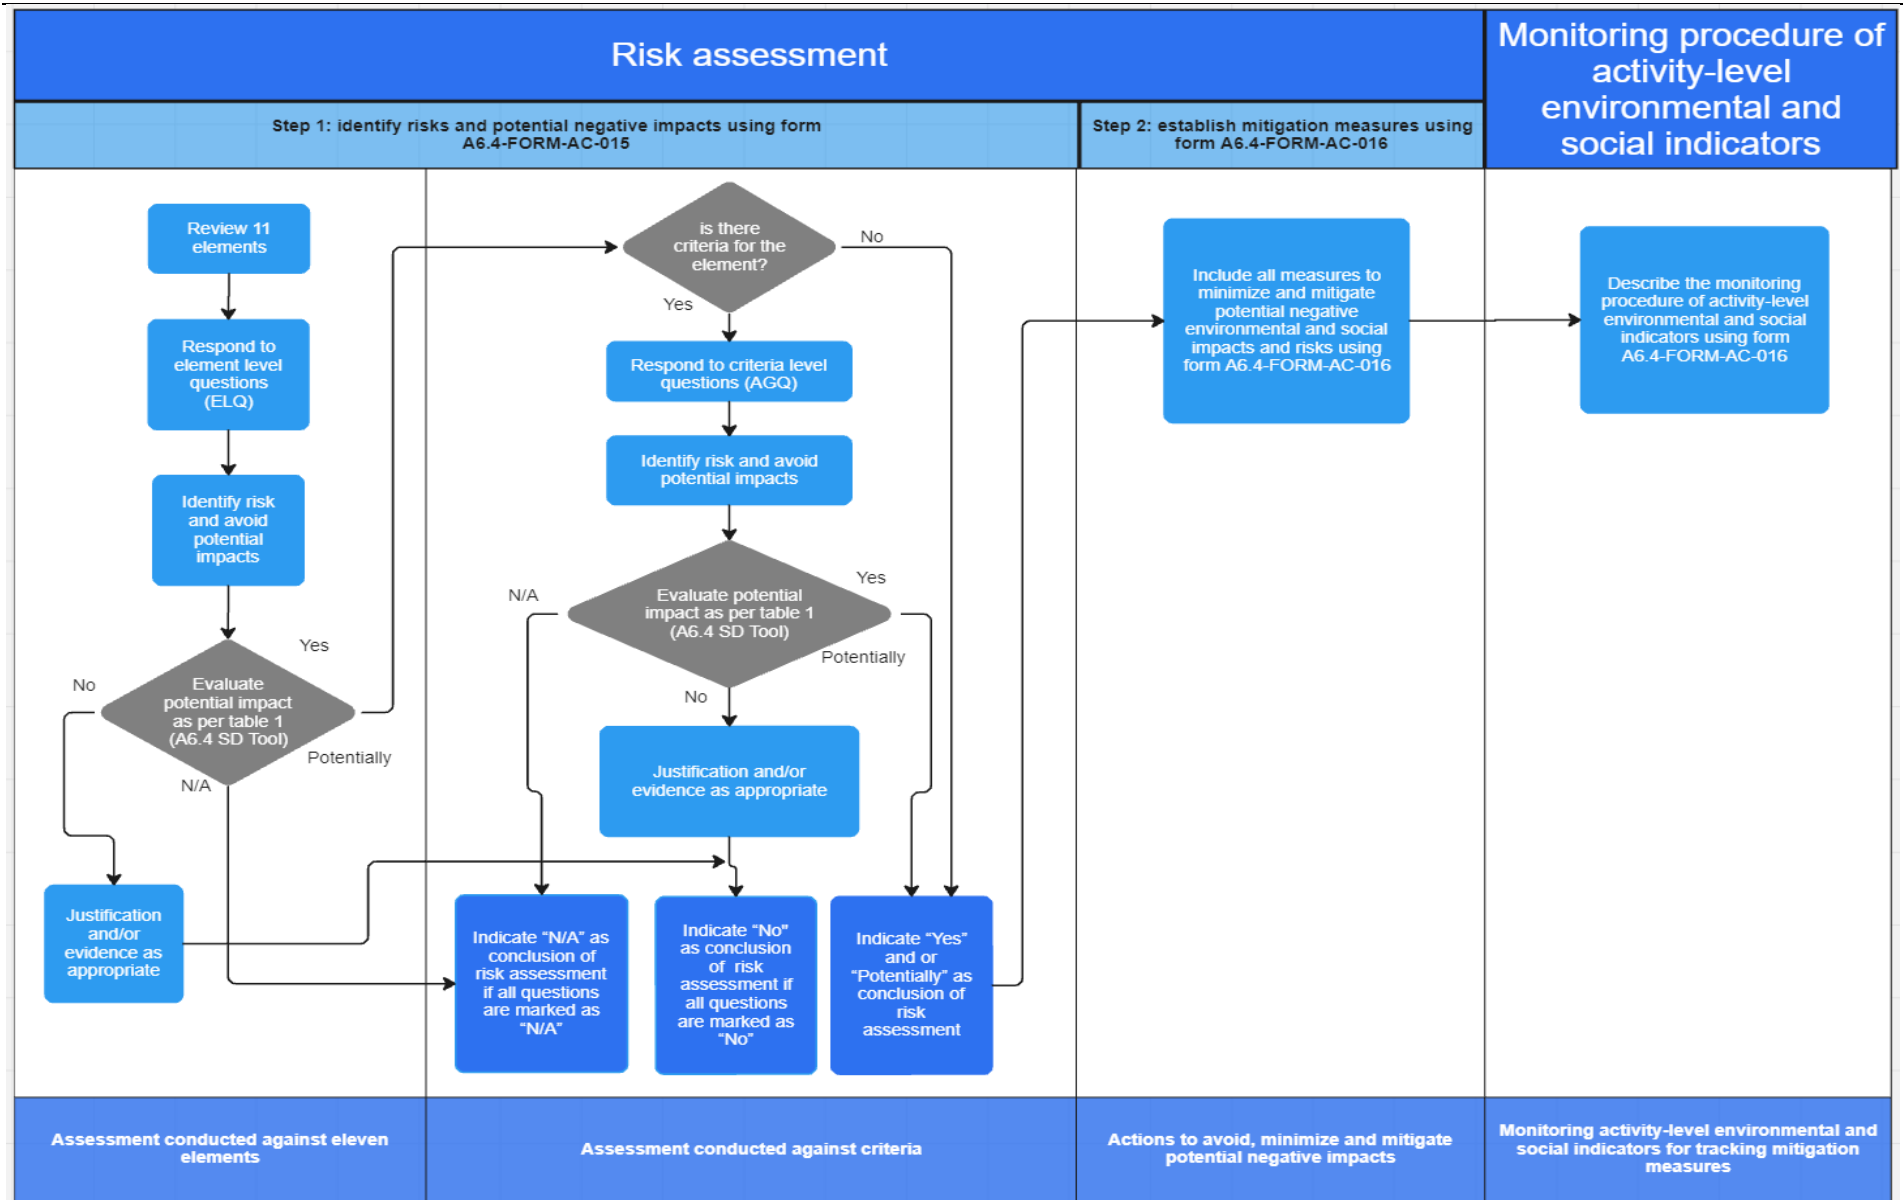 Risk assessment
Monitoring procedure of
activity-level
environmental and
social indicators
Step 1: identify risks and potential negative impacts using form
A6.4-FORM-AC-015
Step 2: establish mitigation measures using
form A6.4-FORM-AC-016
Review 11
elements
Respond to
element level
questions
(ELQ)
Identify risk
and avoid
potential
impacts
Yes
No
Evaluate
potential impact
as per table 1
(A6.4 SD Tool)
Potentially
N/A
Justification
and/or
evidence as
appropriate
is there
criteria for the
element?
No
Yes
Respond to criteria level
questions (AGQ)
Identify risk and avoid
potential impacts
N/A
Yes
Evaluate potential
impact as per table 1
(A6.4 SD Tool)
Potentially
No
Justification and/or
evidence as appropriate
Indicate “N/A” as
conclusion of
risk assessment
if all questions
are marked as
“N/A”
Indicate “No"
as conclusion
of risk
assessment if
all questions
are marked as
“No”
Indicate “Yes”
and or
“Potentially” as
conclusion of
risk
assessment
Include all measures to
minimize and mitigate
potential negative
environmental and social
impacts and risks using
form A6.4-FORM-AC-016
Describe the monitoring
procedure of activity-level
environmental and social
indicators using form
A6.4-FORM-AC-016
Assessment conducted against eleven
elements
Assessment conducted against criteria
Actions to avoid, minimize and mitigate
potential negative impacts
Monitoring activity-level environmental and
social indicators for tracking mitigation
measures